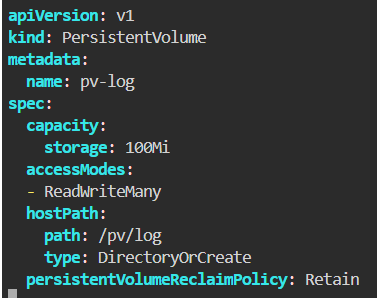 apiVersion: v1
kind: PersistentVolume
metadata:
  name: pv-log
spec:
  capacity:
    storage: 100Mi
  accessModes:
  - ReadWriteMany
  hostPath:
    path: /pv/log
    type: DirectoryOrCreate
  persistentVolumeReclaimPolicy: Retain